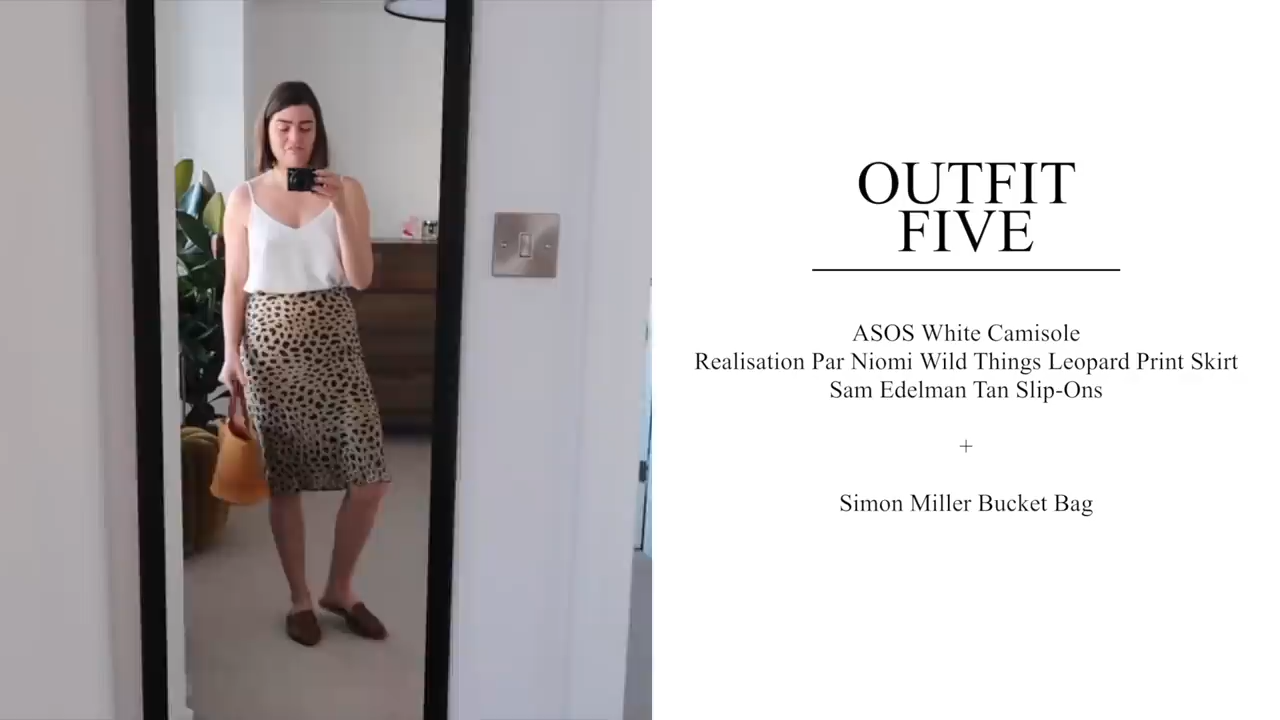 OUTFIT
FIVE
ASOS White Camisole
Realisation Par Niomi Wild Things Leopard Print Skirt
Sam Edelman Tan Slip-Ons
+
Simon Miller Bucket Bag